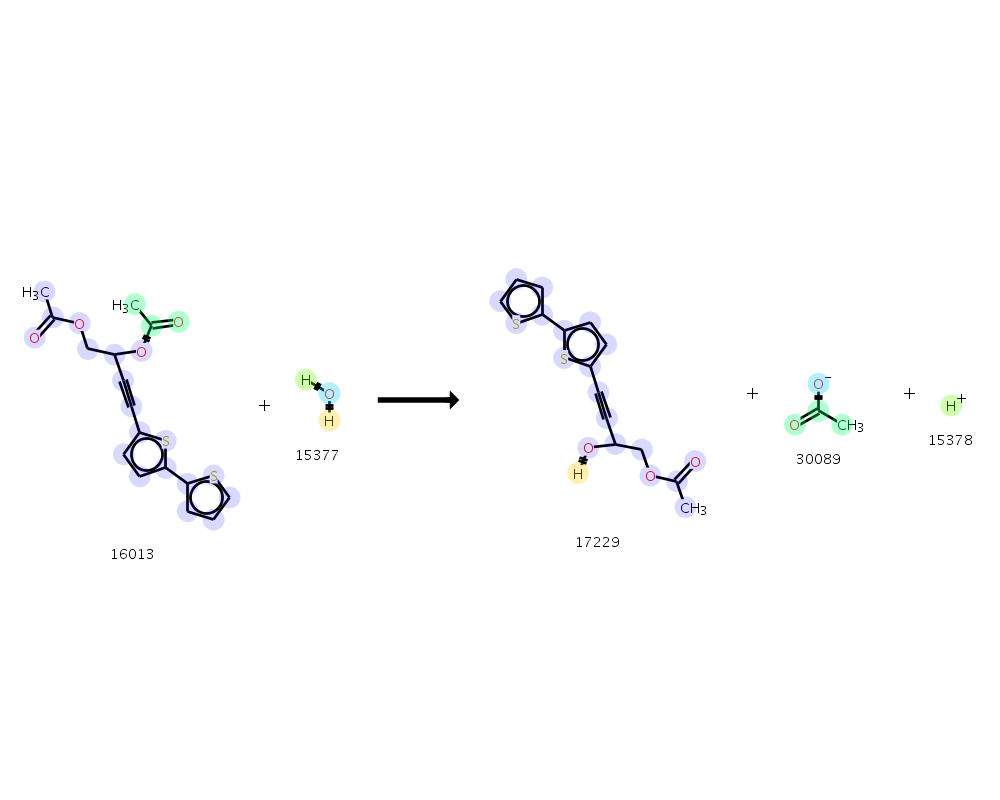 H3C
O
O
H3C
O
O
S
S
16013
+
H
O
H
15377
S
S
O
H
O
O
CH3
17229
+
O−
O
CH3
30089
+
H+
15378